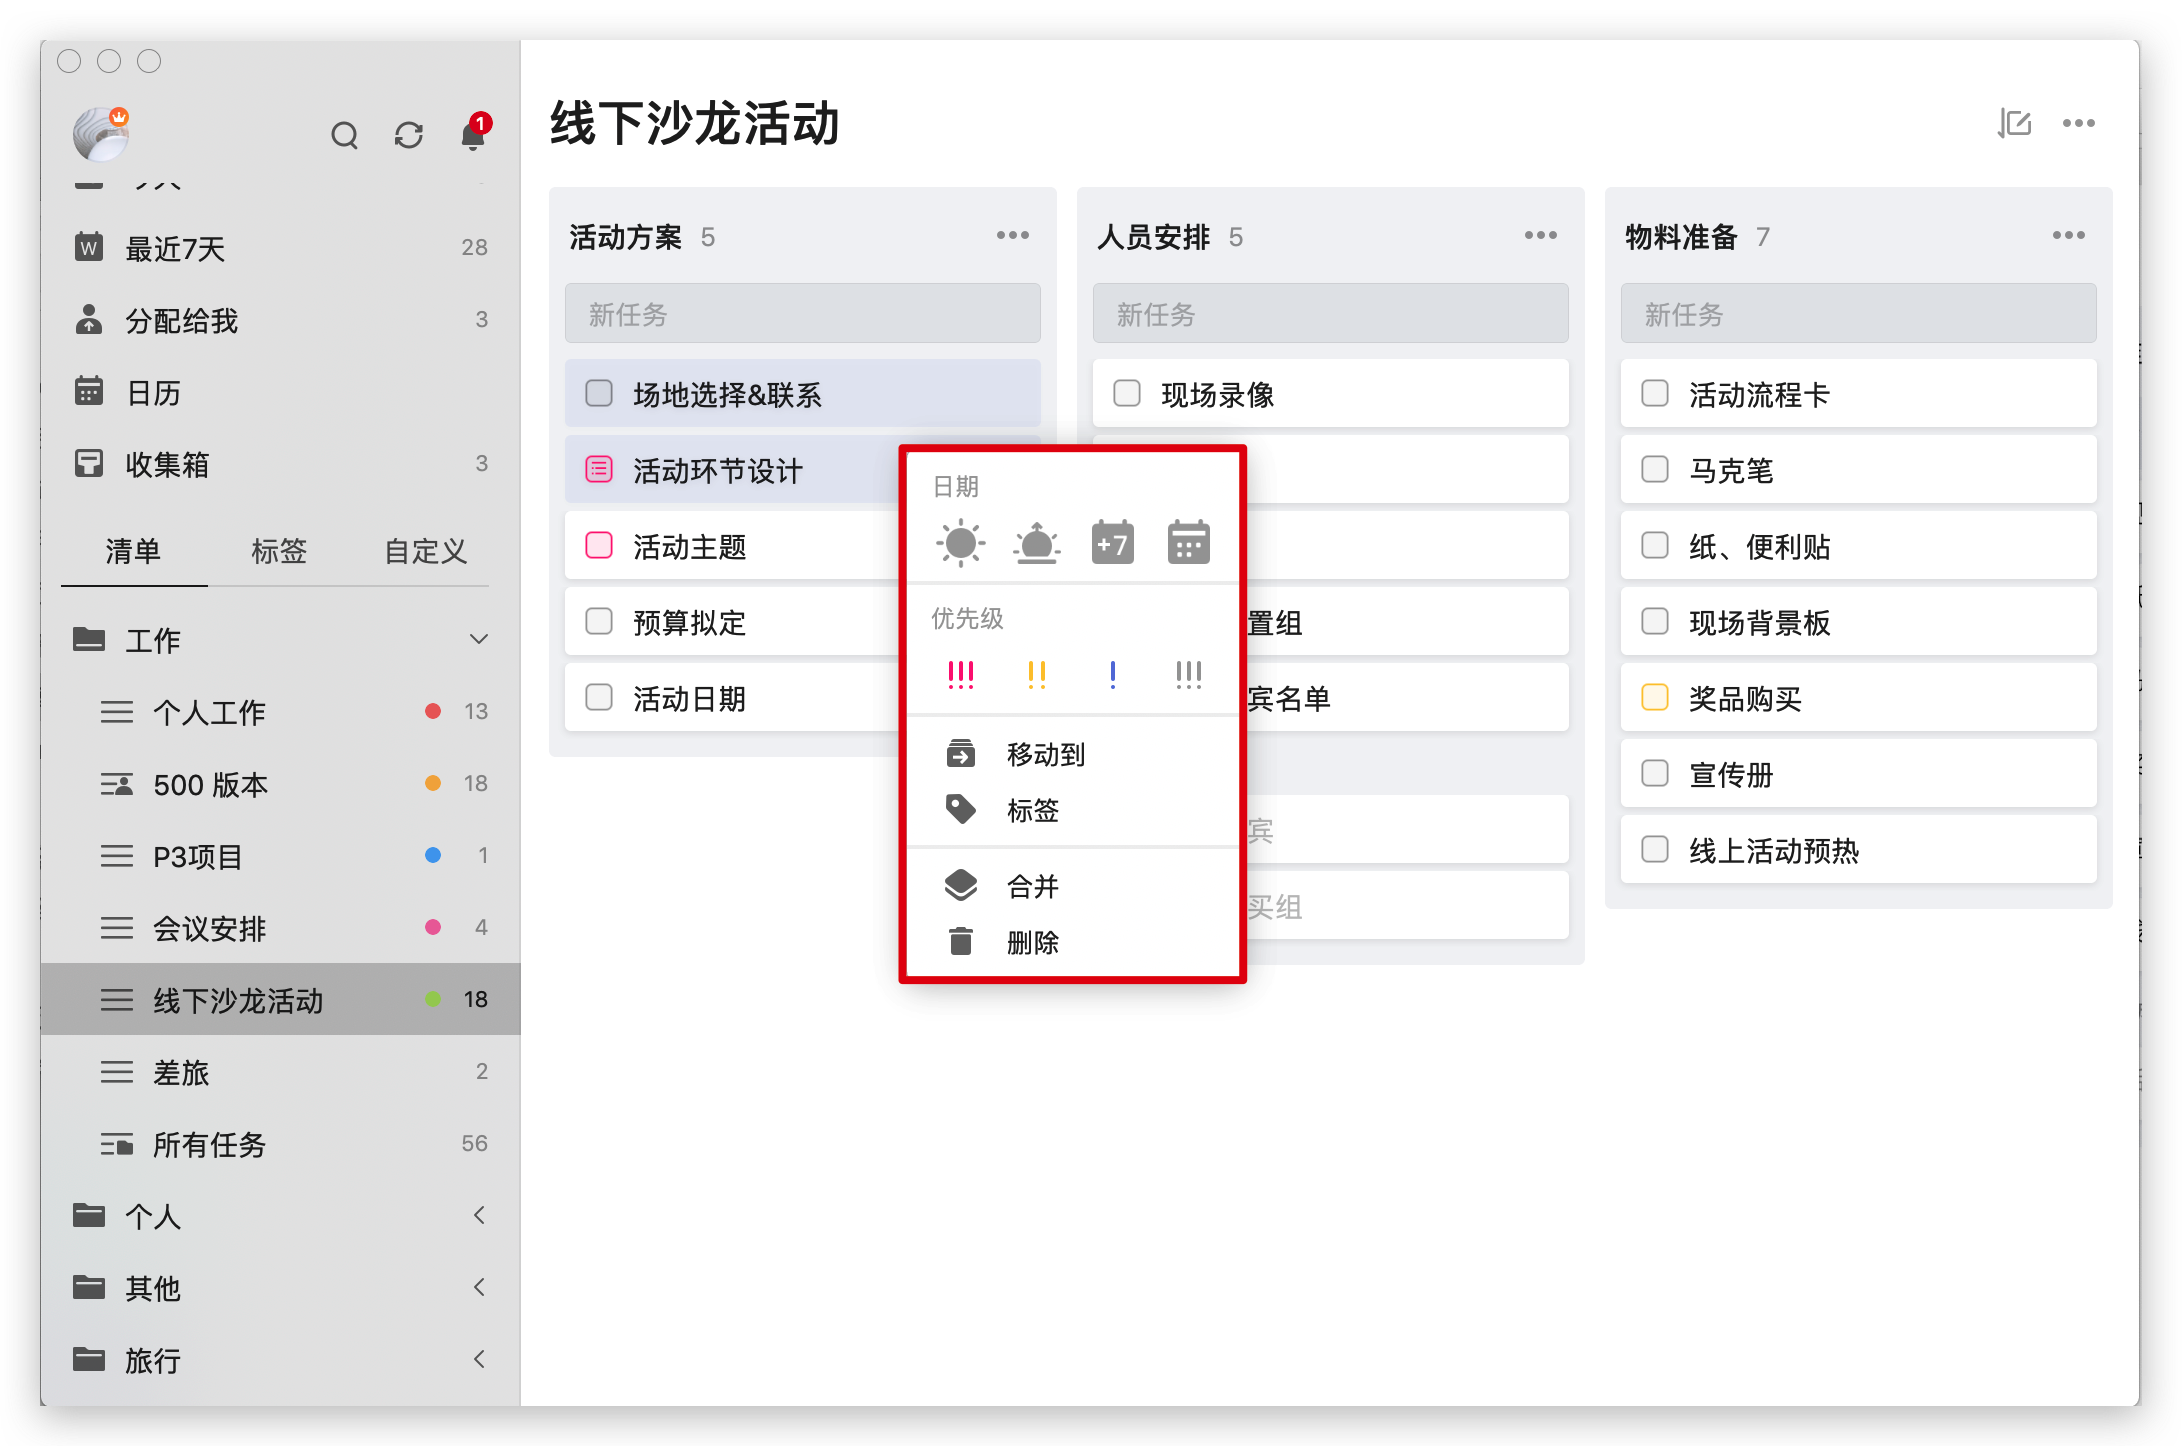 1
W 最近7天 28
分配给我 3
日历
收集箱 3
清单 标签 自定义
工作
个人工作 13
500 版本 18
P3项目 1
会议安排 4
线下沙龙活动 18
差旅 2
所有任务 56
个人
其他
旅行
线下沙龙活动
活动方案 5
新任务
场地选择&联系
活动环节设计
活动主题
预算拟定
活动日期
日期
+7
优先级
!!! !! ! !!!
移动到
标签
合并
删除
人员安排 5
新任务
现场录像
置组
宾名单
宾
买组
物料准备 7
新任务
活动流程卡
马克笔
纸、便利贴
现场背景板
奖品购买
宣传册
线上活动预热